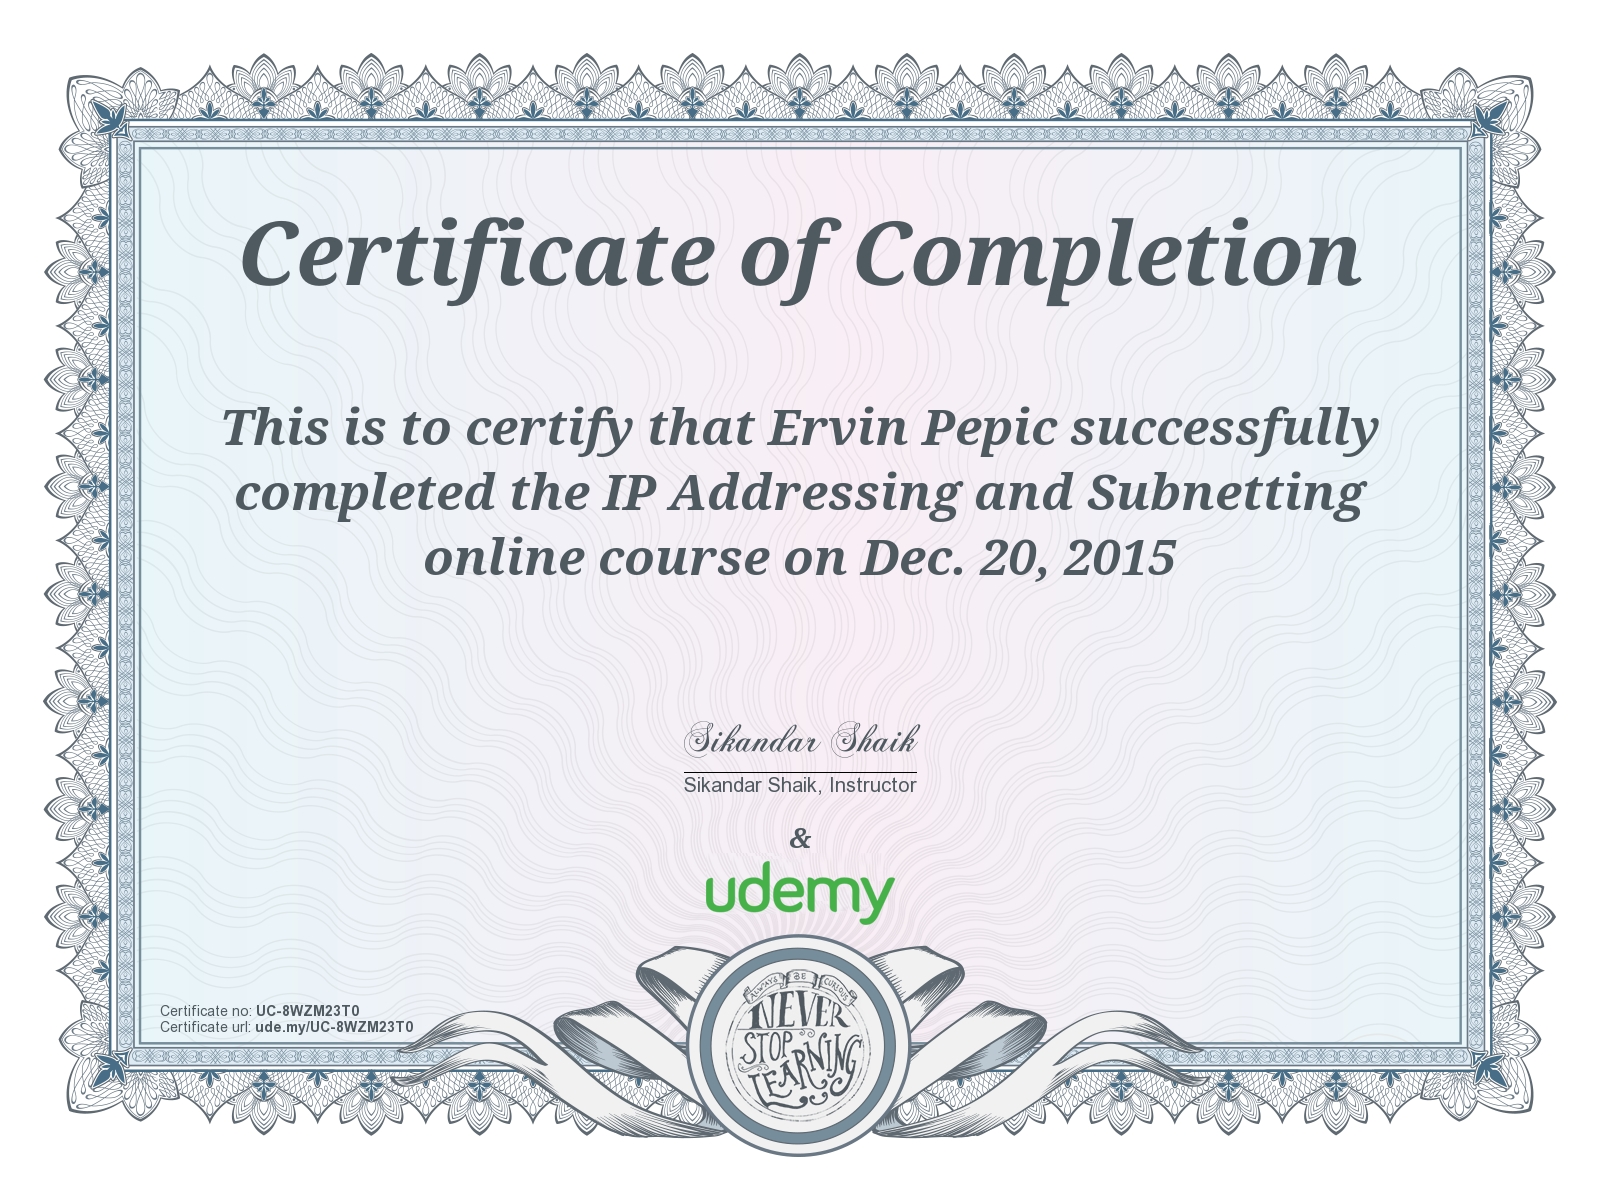 Certificate of Completion
This is to certify that Ervin Pepic successfully
completed the IP Addressing and Subnetting
online course on Dec. 20, 2015
Sikandar Shaik
Sikandar Shaik, Instructor
&
udemy
Certificate no: UC-8WZM23T0
Certificate url: ude.my/UC-8WZM23T0
ALWAYS BE CURIOUS
NEVER
STOP
LEARNING